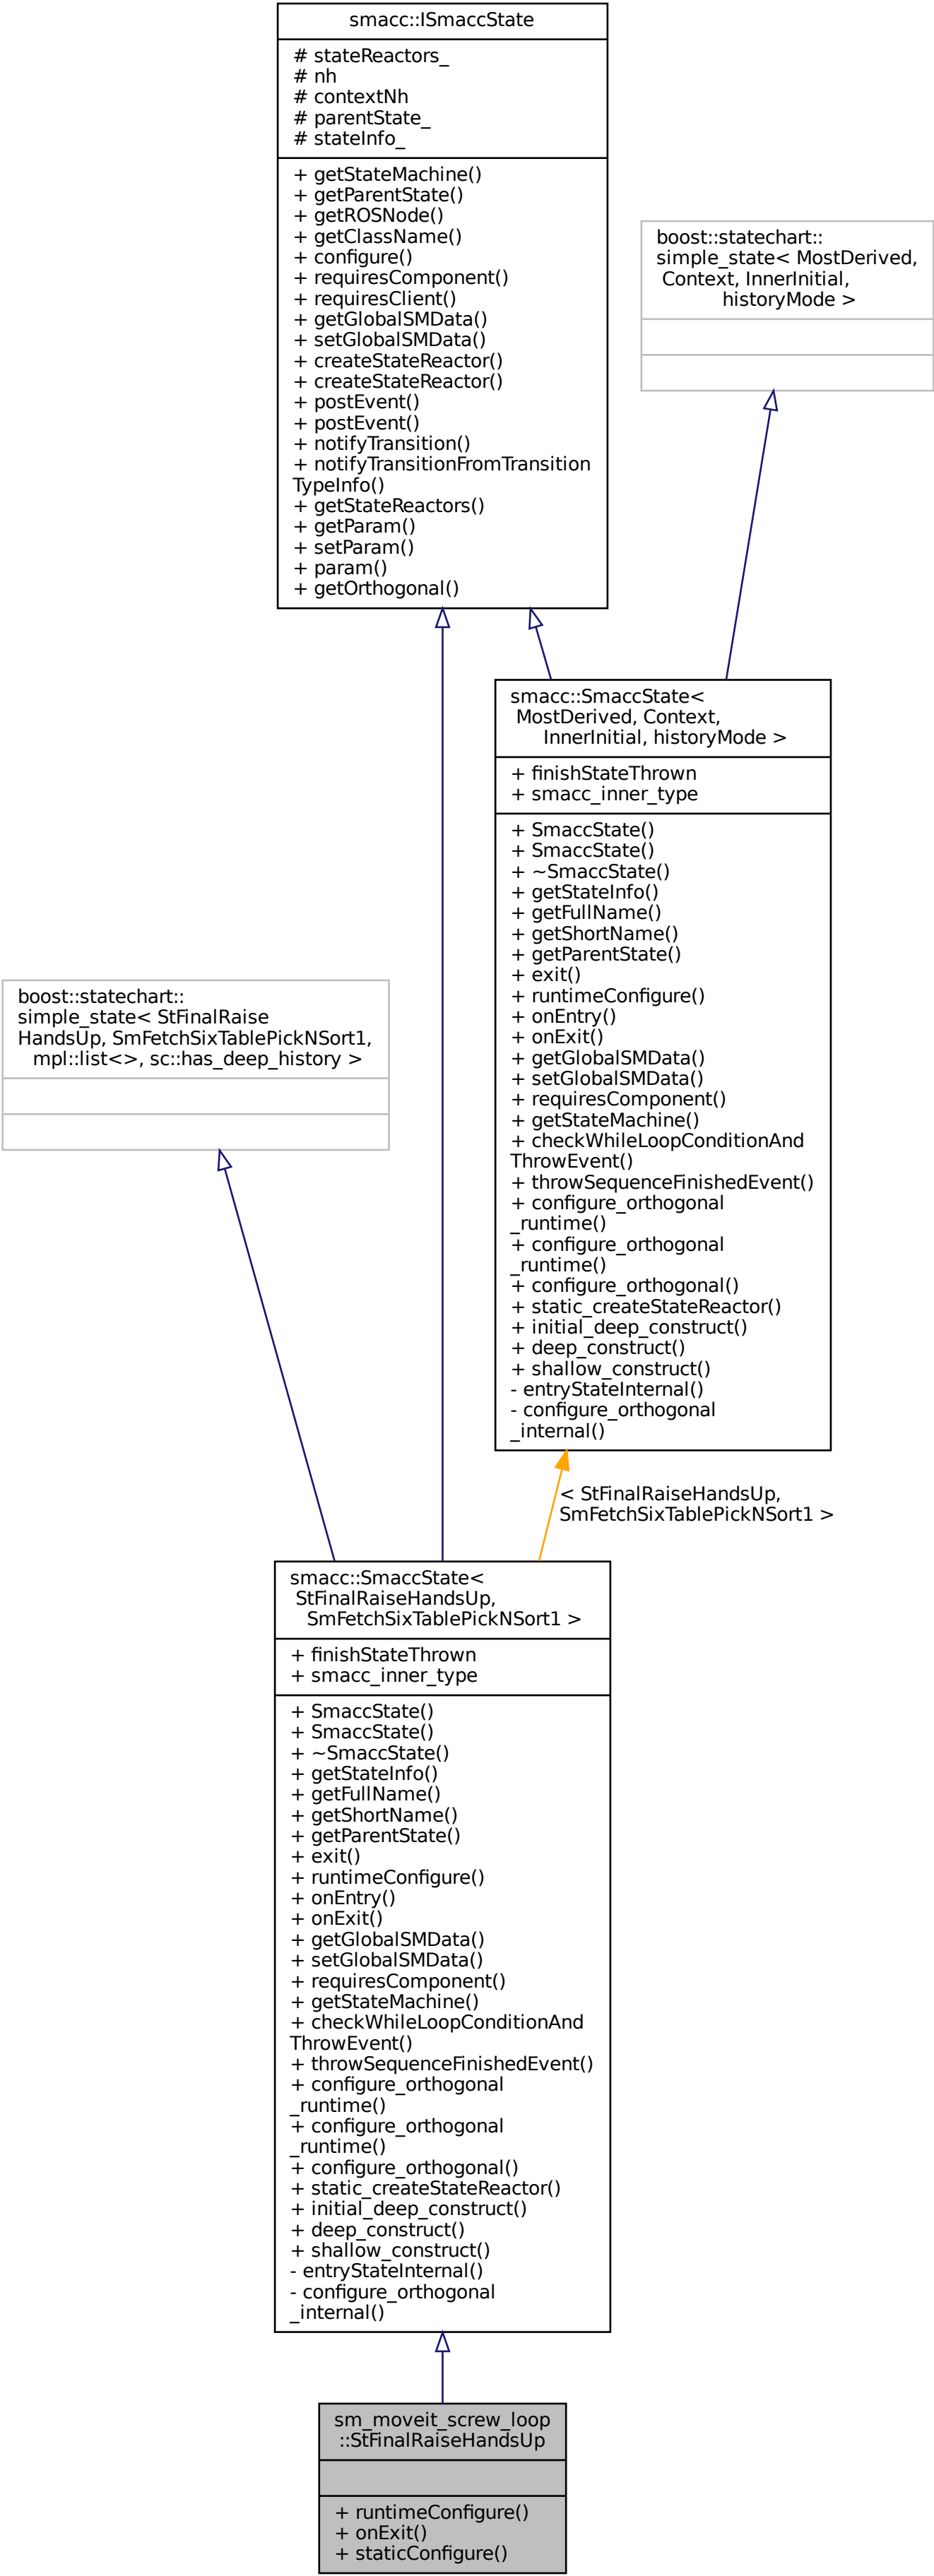 smacc::ISmaccState
# stateReactors_
# nh
# contextNh
# parentState_
# stateInfo_
+ getStateMachine()
+ getParentState()
+ getROSNode()
+ getClassName()
+ configure()
+ requiresComponent()
+ requiresClient()
+ getGlobalSMData()
+ setGlobalSMData()
+ createStateReactor()
+ createStateReactor()
+ postEvent()
+ postEvent()
+ notifyTransition()
+ notifyTransitionFromTransition
TypeInfo()
+ getStateReactors()
+ getParam()
+ setParam()
+ param()
+ getOrthogonal()
boost::statechart::
simple_state< MostDerived,
Context, InnerInitial,
historyMode >
smacc::SmaccState<
MostDerived, Context,
InnerInitial, historyMode >
+ finishStateThrown
+ smacc_inner_type
+ SmaccState()
+ SmaccState()
+ ~SmaccState()
+ getStateInfo()
+ getFullName()
+ getShortName()
+ getParentState()
+ exit()
+ runtimeConfigure()
+ onEntry()
+ onExit()
+ getGlobalSMData()
+ setGlobalSMData()
+ requiresComponent()
+ getStateMachine()
+ checkWhileLoopConditionAnd
ThrowEvent()
+ throwSequenceFinishedEvent()
+ configure_orthogonal
_runtime()
+ configure_orthogonal
_runtime()
+ configure_orthogonal()
+ static_createStateReactor()
+ initial_deep_construct()
+ deep_construct()
+ shallow_construct()
- entryStateInternal()
- configure_orthogonal
_internal()
boost::statechart::
simple_state< StFinalRaise
HandsUp, SmFetchSixTablePickNSort1,
mpl::list<>, sc::has_deep_history >
< StFinalRaiseHandsUp,
SmFetchSixTablePickNSort1 >
smacc::SmaccState<
StFinalRaiseHandsUp,
SmFetchSixTablePickNSort1 >
+ finishStateThrown
+ smacc_inner_type
+ SmaccState()
+ SmaccState()
+ ~SmaccState()
+ getStateInfo()
+ getFullName()
+ getShortName()
+ getParentState()
+ exit()
+ runtimeConfigure()
+ onEntry()
+ onExit()
+ getGlobalSMData()
+ setGlobalSMData()
+ requiresComponent()
+ getStateMachine()
+ checkWhileLoopConditionAnd
ThrowEvent()
+ throwSequenceFinishedEvent()
+ configure_orthogonal
_runtime()
+ configure_orthogonal
_runtime()
+ configure_orthogonal()
+ static_createStateReactor()
+ initial_deep_construct()
+ deep_construct()
+ shallow_construct()
- entryStateInternal()
- configure_orthogonal
_internal()
sm_moveit_screw_loop
::StFinalRaiseHandsUp
+ runtimeConfigure()
+ onExit()
+ staticConfigure()